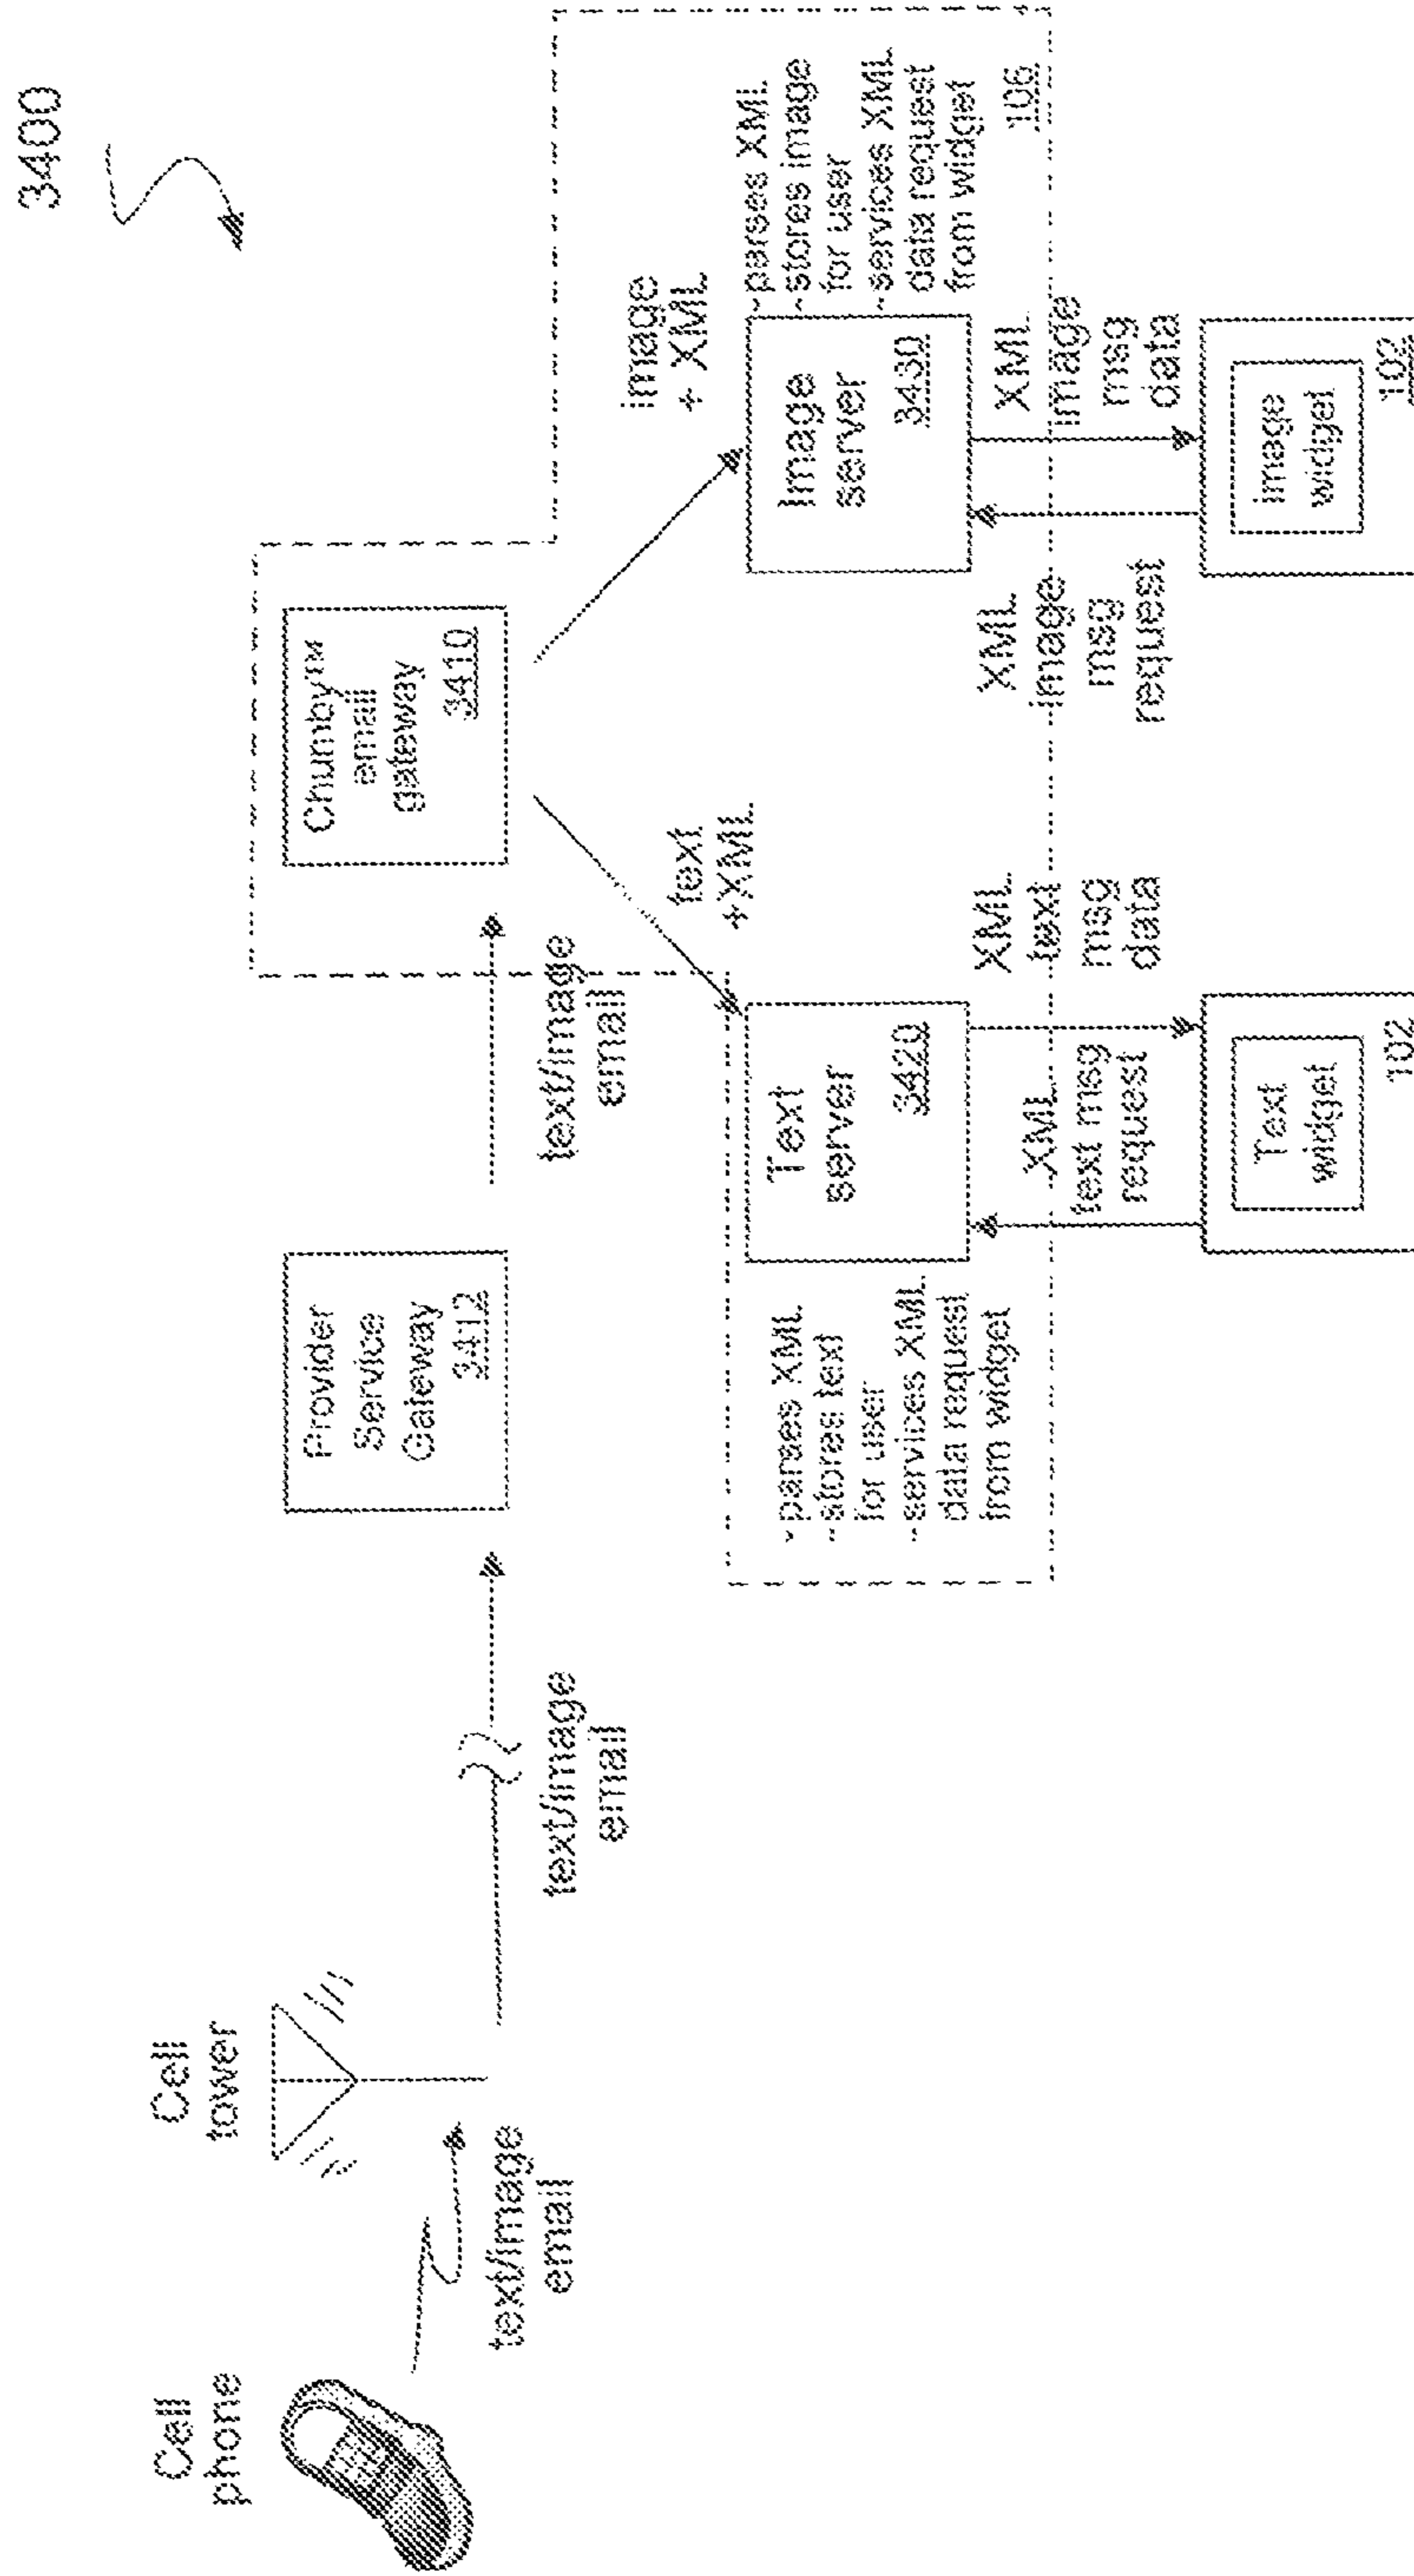 3400
Cell
phone
Cell
tower
text/image
email
text/image
email
Provider
Service
Gateway
3412
text/image
email
Chumby™
email
gateway
3410
text
+XML
image
+ XML
-parses XML
-stores text
for user
-services XML
data request
from widget
Text
server
3420
Image
server
3430
-parses XML
-stores image
for user
-services XML
data request
from widget
106
XML
text msg
request
XML
text
msg
data
XML
image
msg
request
XML
image
msg
data
Text
widget
102
Image
widget
102